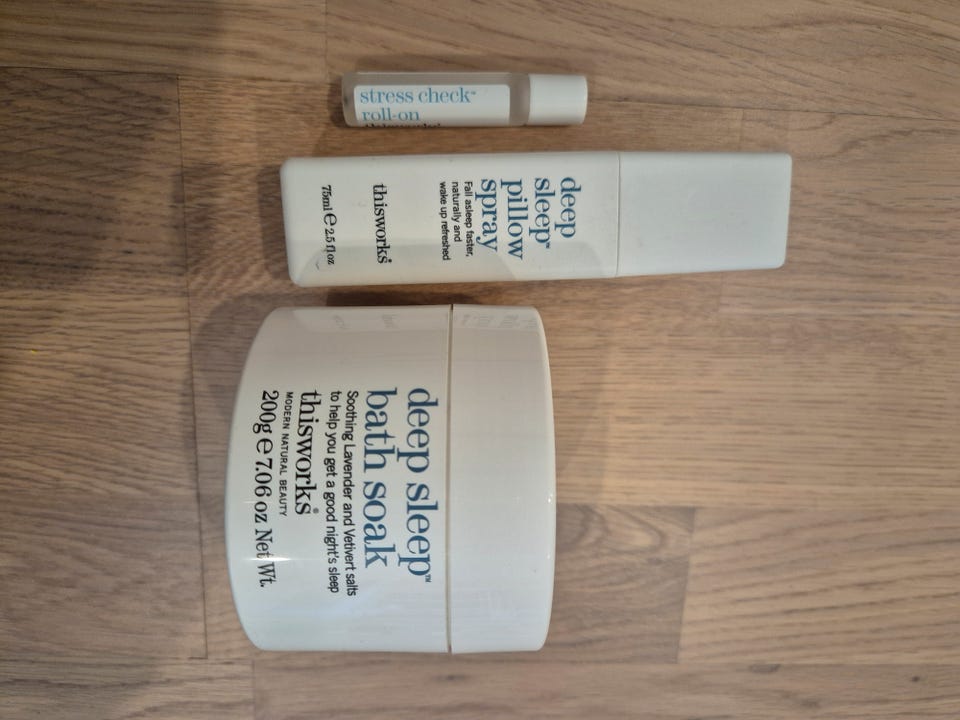 stress check™
roll-on
thisworks®
deep
sleep™
pillow
spray
Fall asleep faster,
naturally and
wake up refreshed
thisworks®
75ml e 2.5 fl oz
deep sleep™
bath soak
Soothing Lavender and Vetivert salts
to help you get a good night's sleep
thisworks®
MODERN NATURAL BEAUTY
200g e 7.06 oz Net Wt.